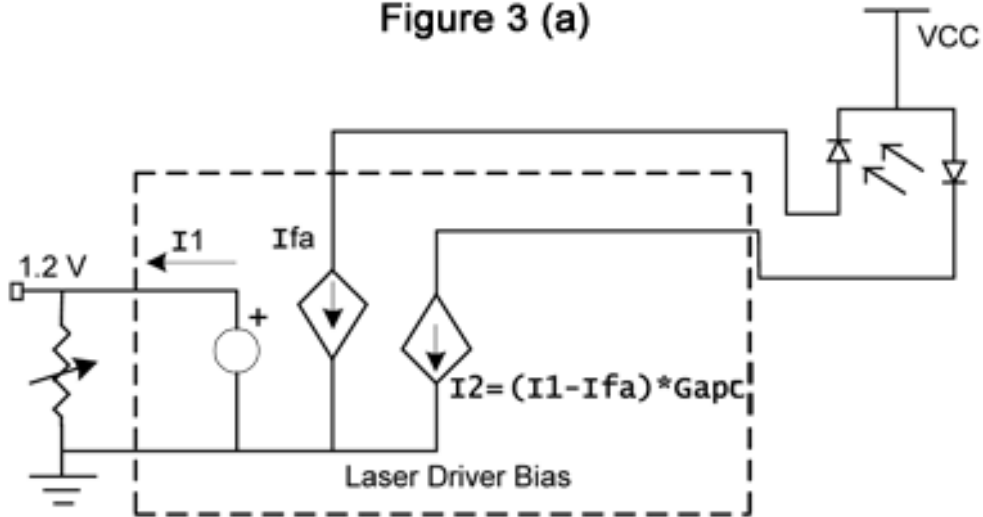 Figure 3 (a)
VCC
I1
Ifa
1.2 V
+
I2=(I1-Ifa)*Gapc
Laser Driver Bias